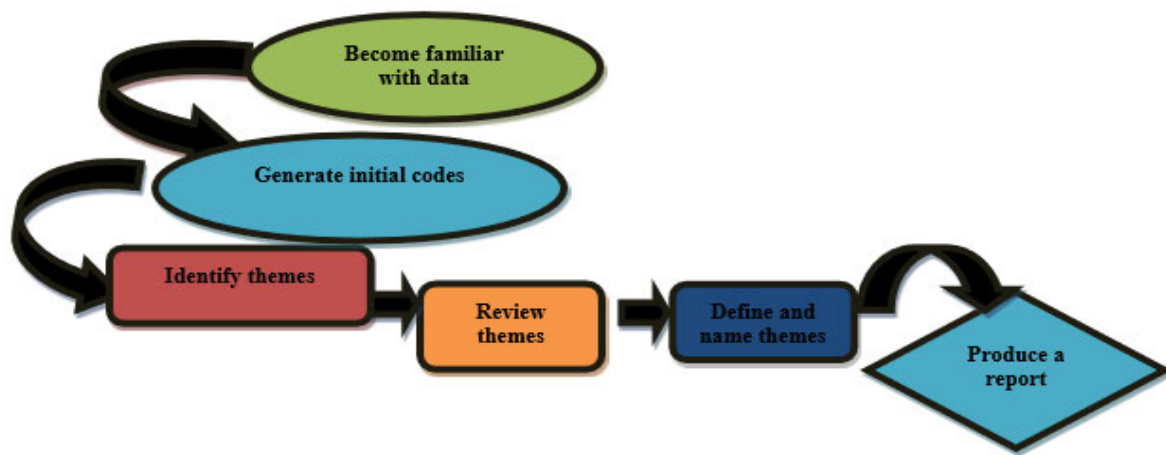 Become familiar
with data
Generate initial codes
Identify themes
Review
themes
Define and
name themes
Produce a
report